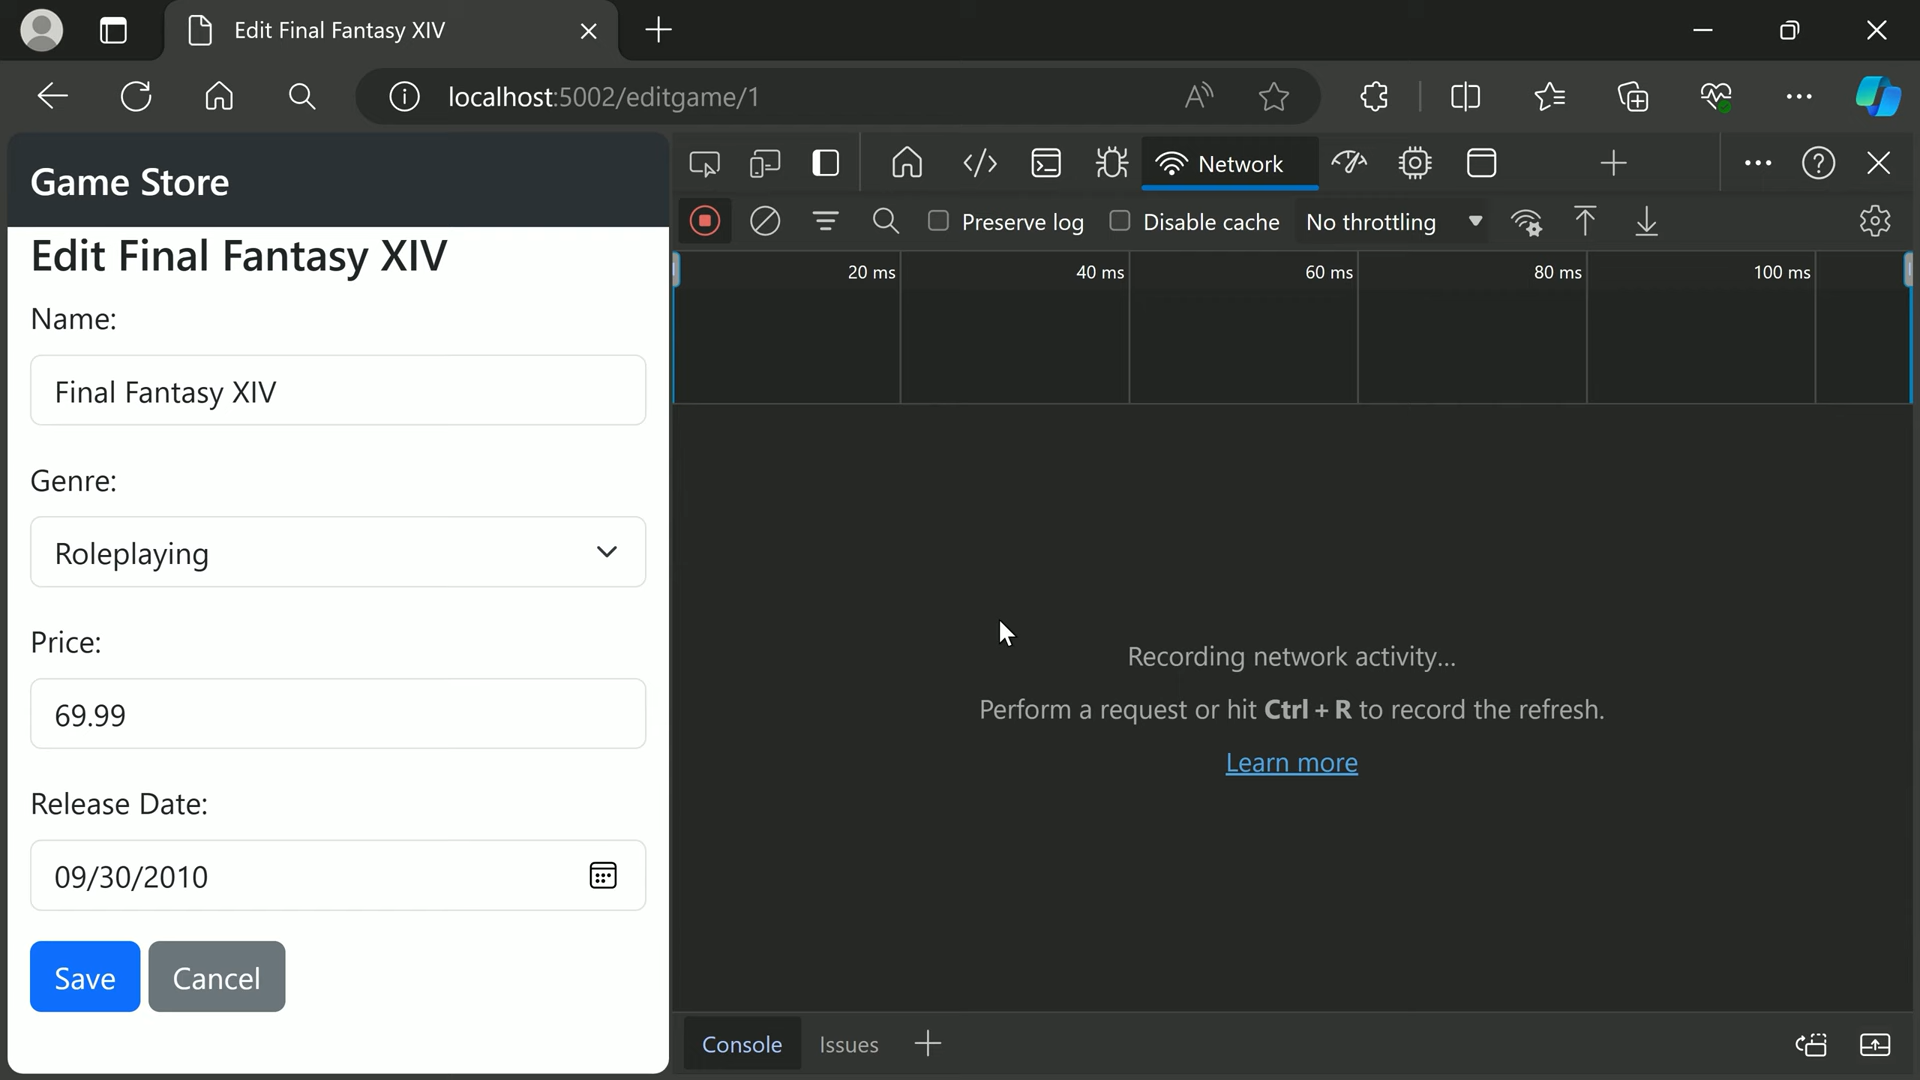 Edit Final Fantasy XIV
localhost:5002/editgame/1
Game Store
Edit Final Fantasy XIV
Name:
Final Fantasy XIV
Genre:
Roleplaying
Price:
69.99
Release Date:
09/30/2010
Save Cancel
Network
Preserve log Disable cache No throttling
20 ms 40 ms 60 ms 80 ms 100 ms
Recording network activity...
Perform a request or hit Ctrl + R to record the refresh.
Learn more
Console Issues